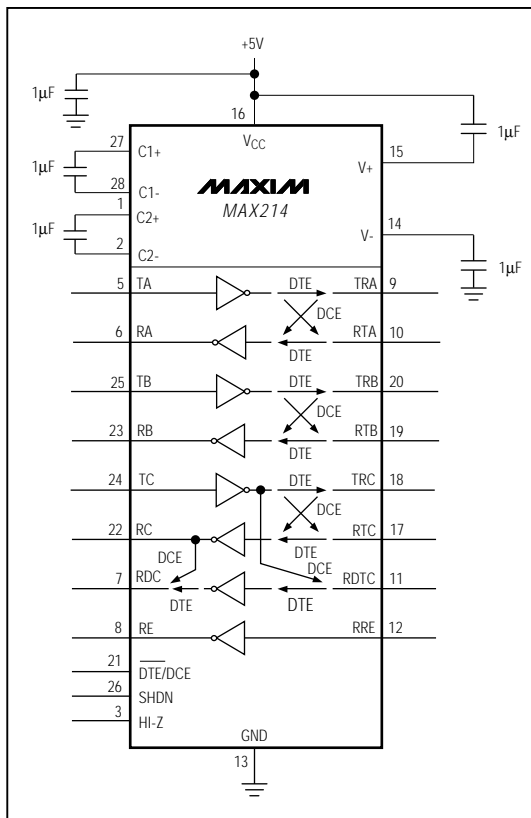 +5V
1µF
16
1µF
27
C1+
VCC
15
V+
1µF
28
C1-
MAXIM
1
C2+
MAX214
14
V-
1µF
2
C2-
1µF
5 TA DTE TRA 9
DCE
6 RA DTE RTA 10
25 TB DTE TRB 20
DCE
23 RB DTE RTB 19
24 TC DTE TRC 18
DCE
22 RC DTE RTC 17
DCE DCE
7 RDC DTE DTE RDTC 11
8 RE RRE 12
21
DTE/DCE
26
SHDN
3
HI-Z
GND
13